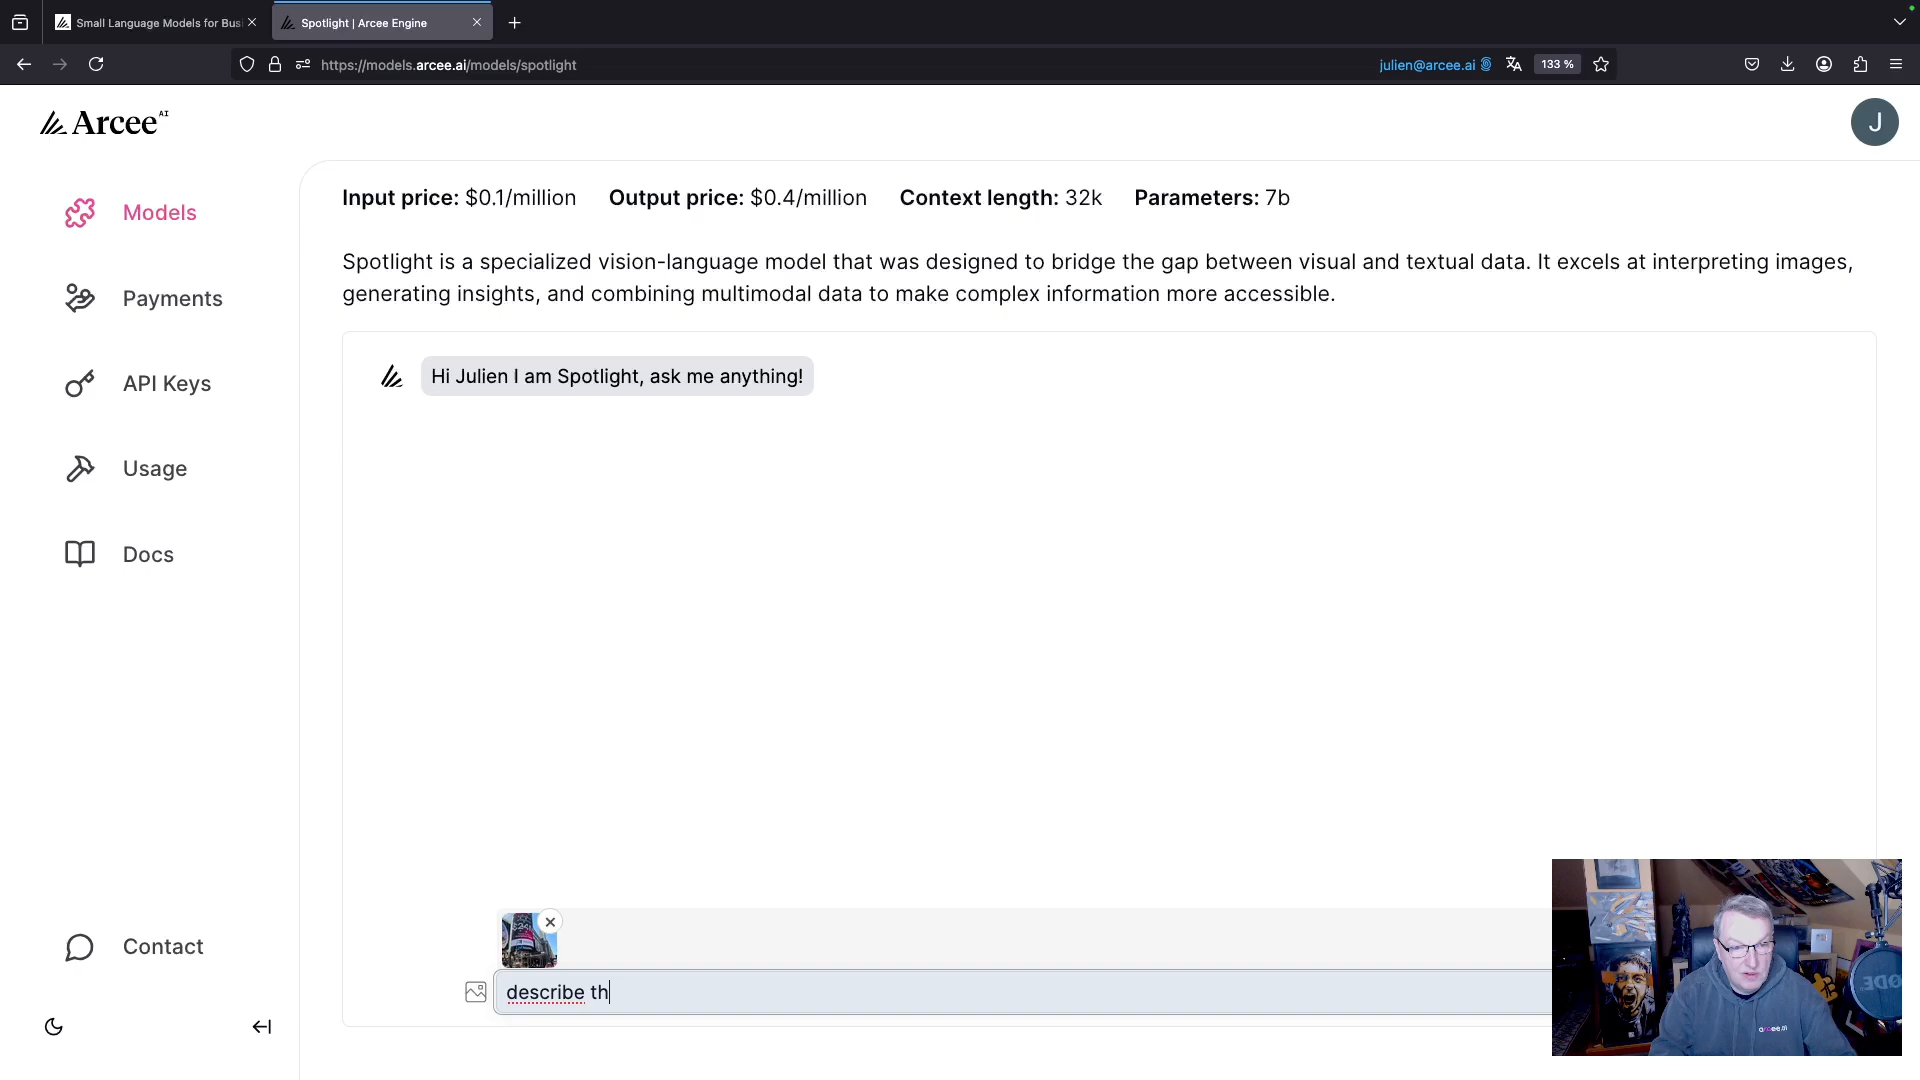 Small Language Models for Busi
Spotlight | Arcee Engine
https://models.arcee.ai/models/spotlight
julien@arcee.ai
133 %
Arcee AI
J
Models
Payments
API Keys
Usage
Docs
Contact
Input price: $0.1/million Output price: $0.4/million Context length: 32k Parameters: 7b
Spotlight is a specialized vision-language model that was designed to bridge the gap between visual and textual data. It excels at interpreting images,
generating insights, and combining multimodal data to make complex information more accessible.
Hi Julien I am Spotlight, ask me anything!
describe th
arcee.ai